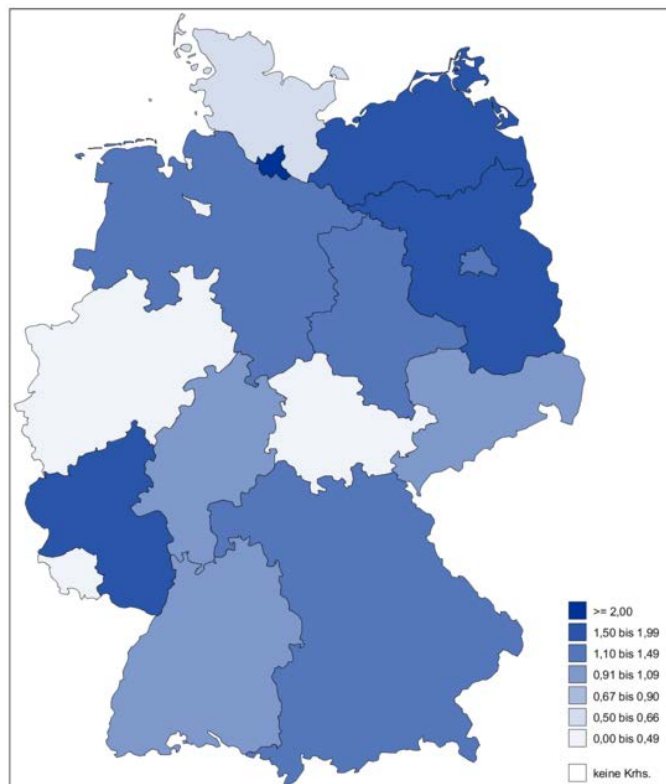 >= 2,00
1,50 bis 1,99
1,10 bis 1,49
0,91 bis 1,09
0,67 bis 0,90
0,50 bis 0,66
0,00 bis 0,49
keine Krhs.